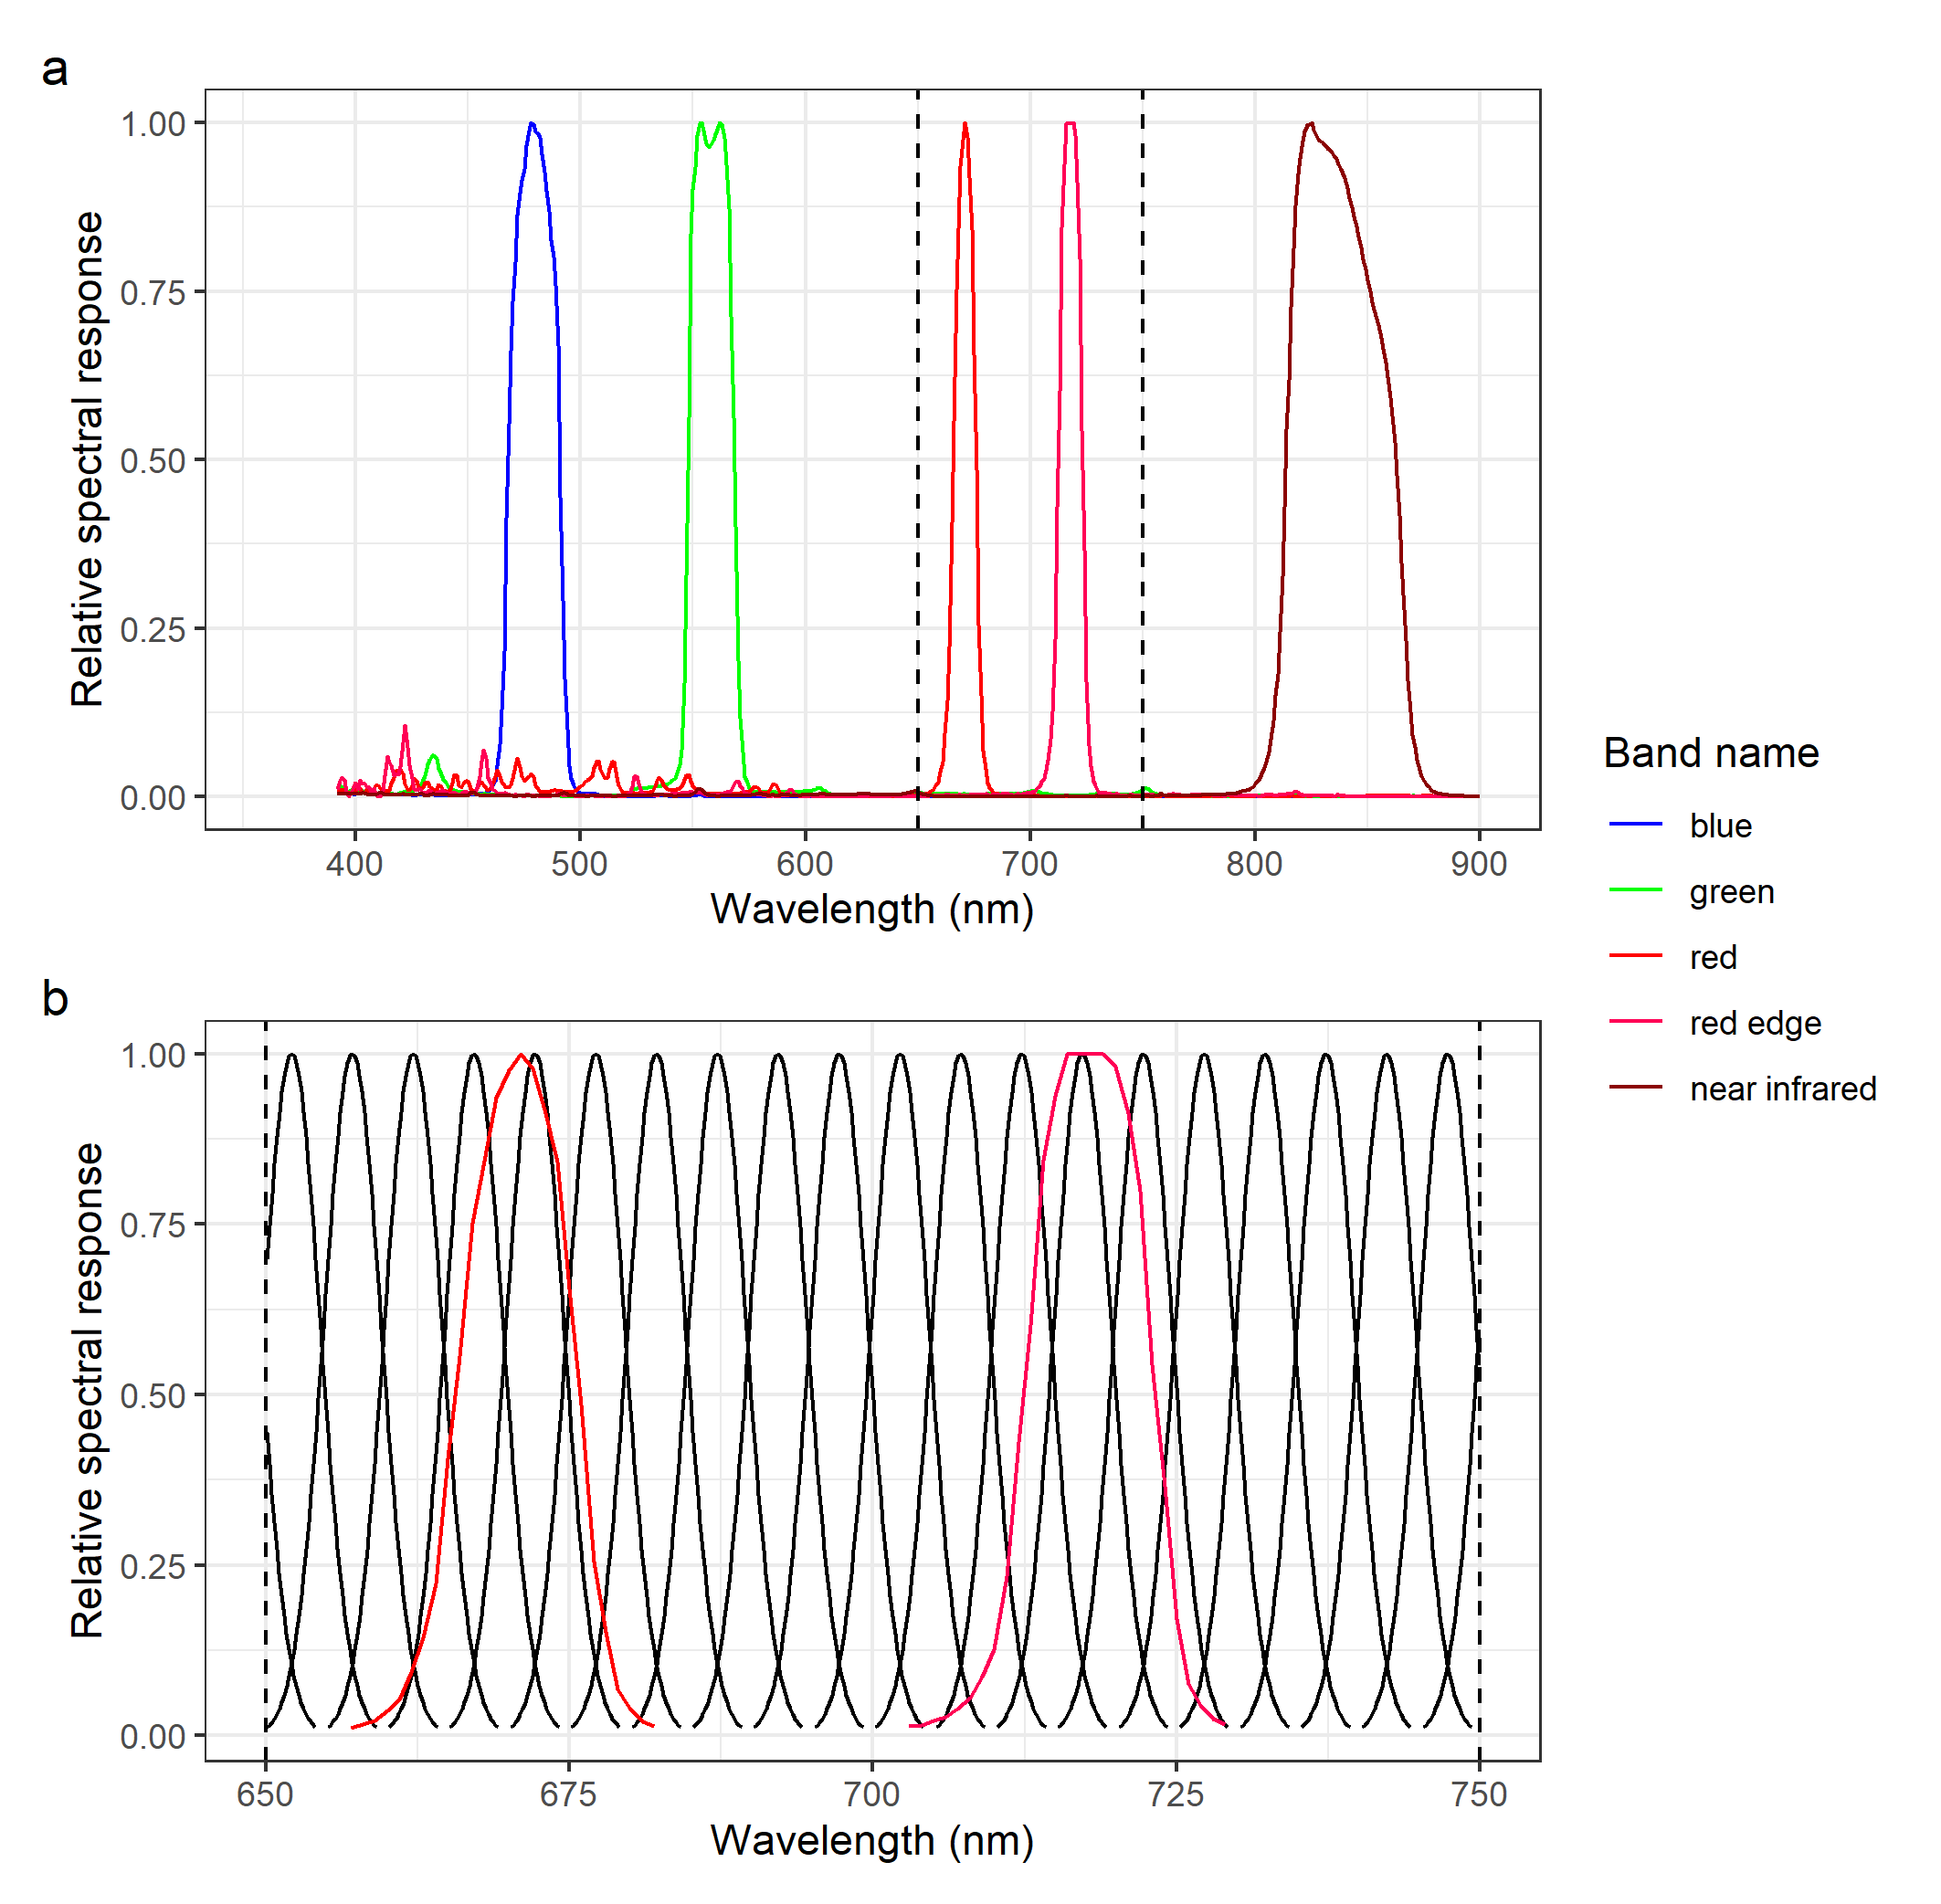 a
1.00
0.75
0.50
0.25
0.00
Relative spectral response
400 500 600 700 800 900
Wavelength (nm)
Band name
blue
green
red
red edge
near infrared
b
1.00
0.75
0.50
0.25
0.00
Relative spectral response
650 675 700 725 750
Wavelength (nm)